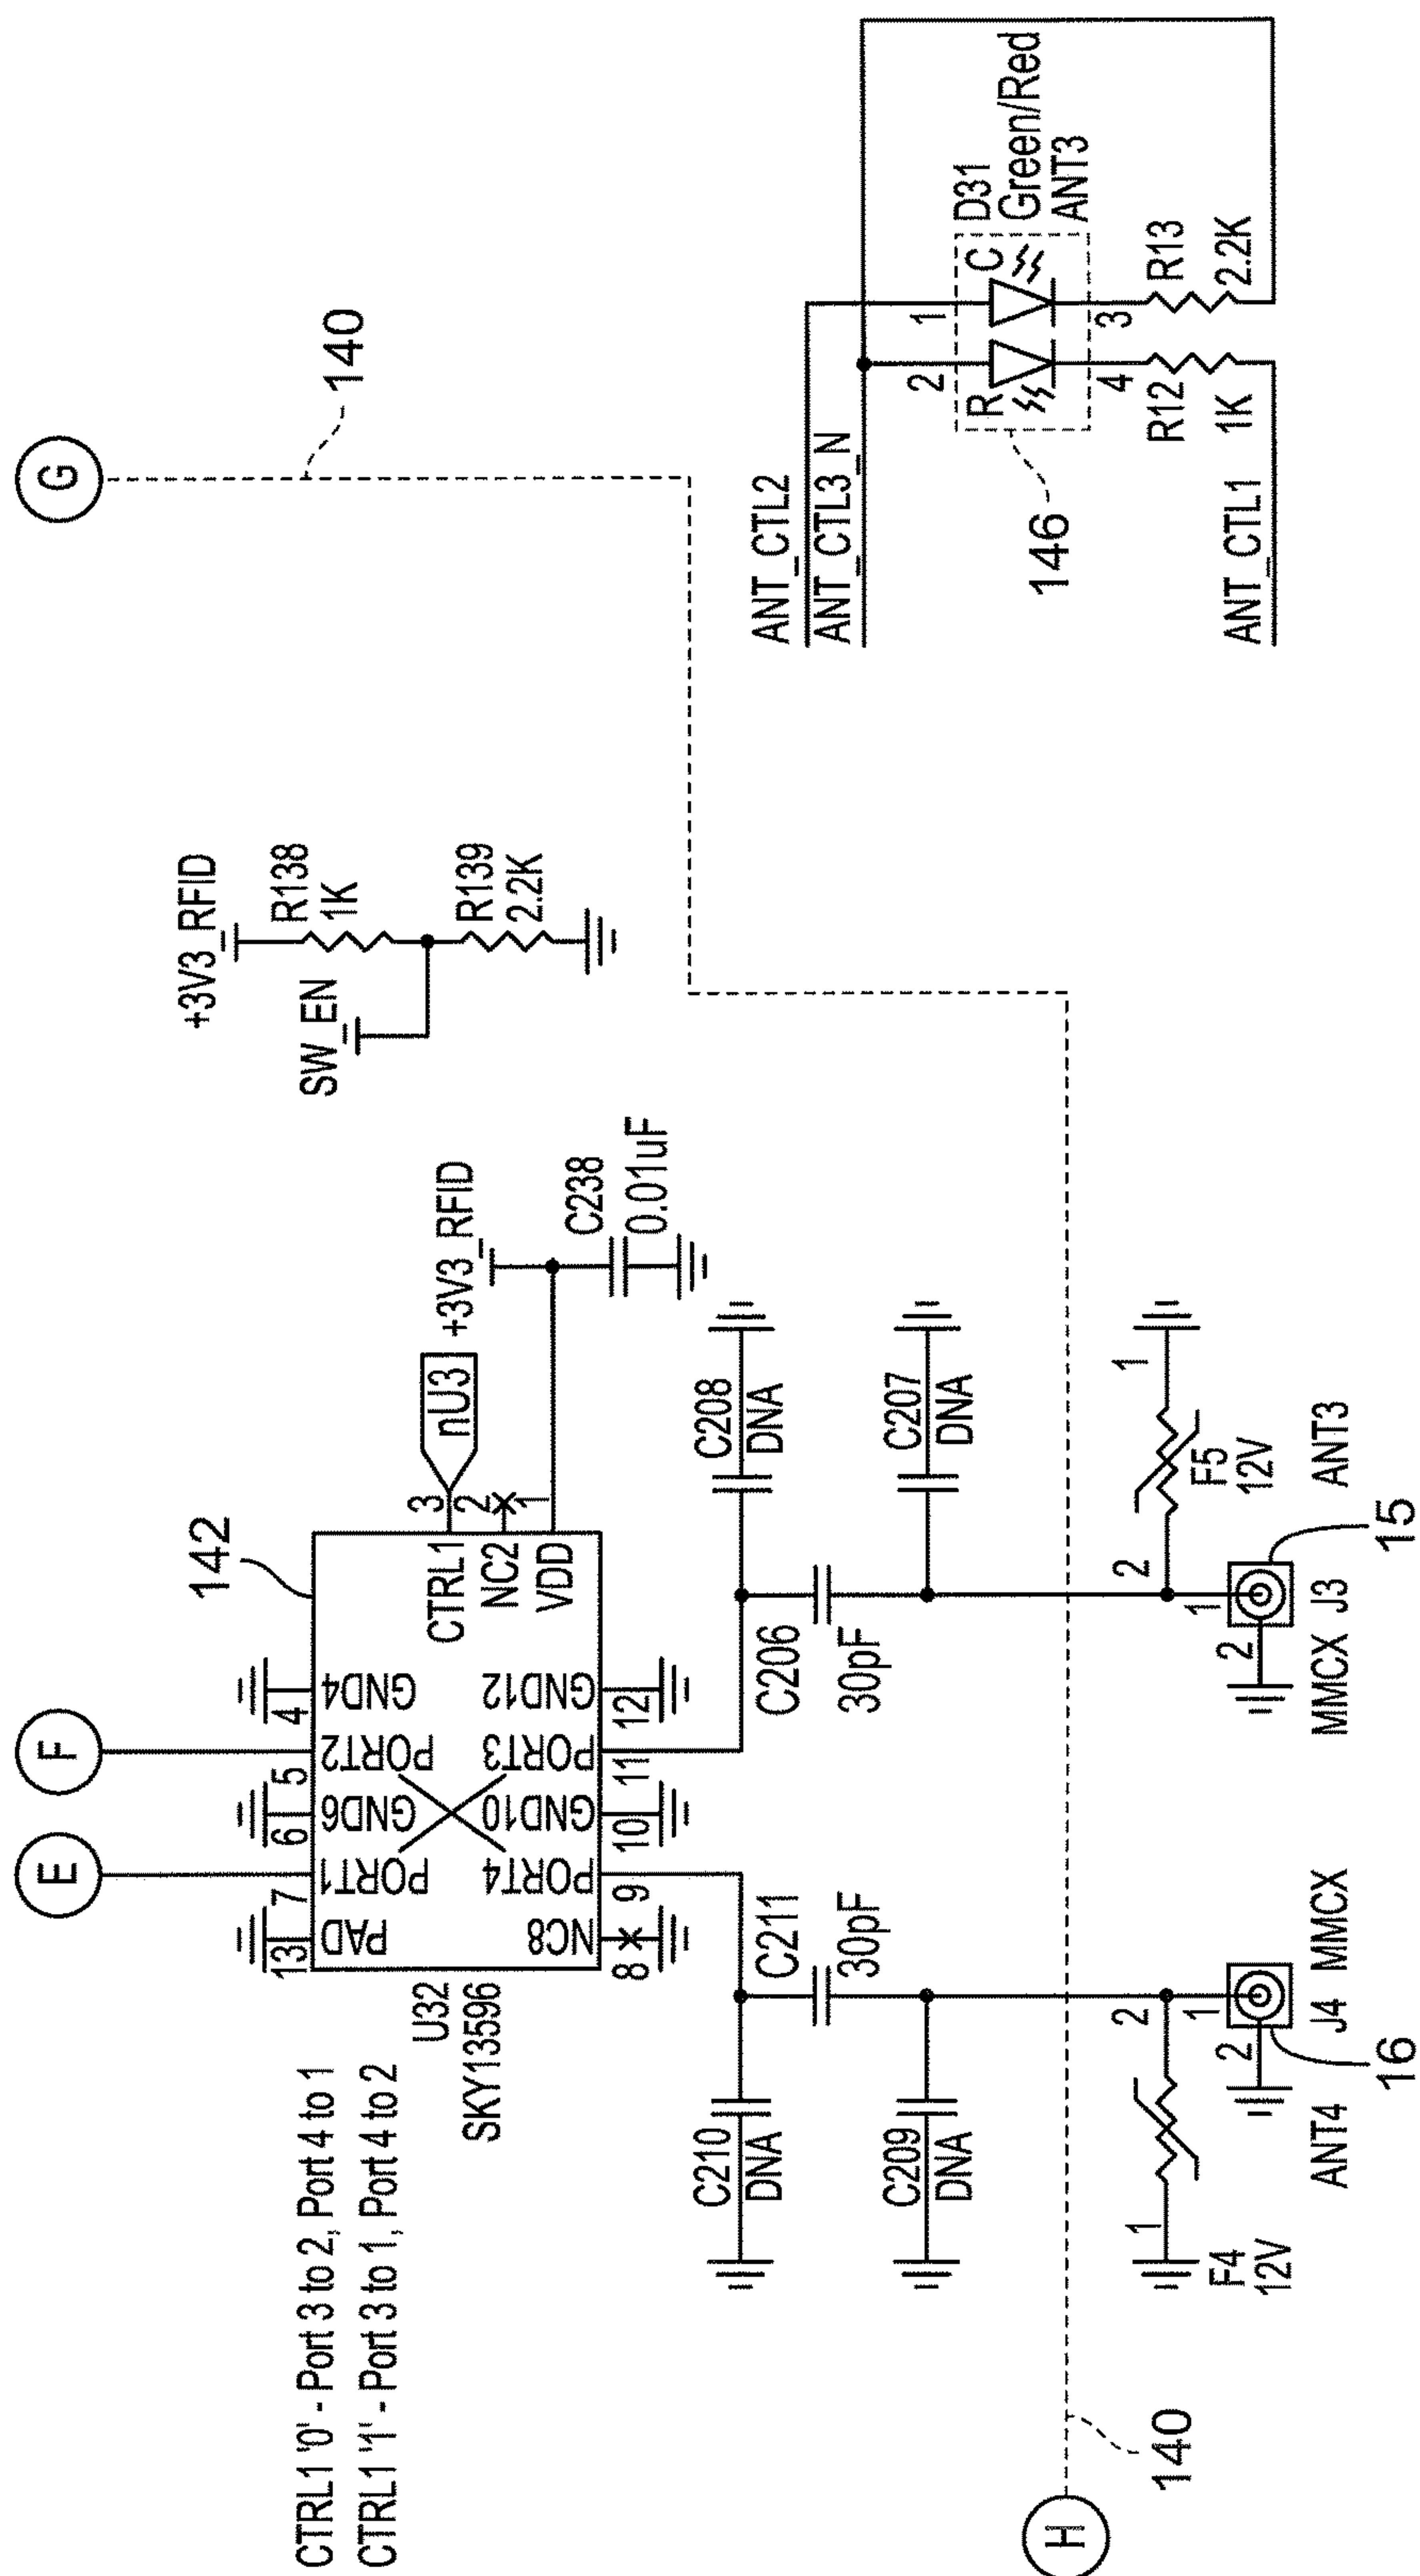 CTRL1 '0' - Port 3 to 2, Port 4 to 1
CTRL1 '1' - Port 3 to 1, Port 4 to 2
E
F
G
140
142
U32
SKY13596
13
7
6
5
4
PAD
PORT1
GND6
PORT2
GND4
NC8
PORT4
GND10
PORT3
GND12
8
9
10
11
12
CTRL1
NC2
VDD
3
2
1
nU3
+3V3_RFID
C238
0.01uF
+3V3_RFID
R138
1K
SW_EN
R139
2.2K
C210
DNA
C211
30pF
C209
DNA
C208
DNA
C206
30pF
C207
DNA
H
140
F4
12V
1
2
1
2
ANT4
J4
MMCX
16
F5
12V
1
2
1
2
MMCX
J3
ANT3
15
ANT_CTL2
ANT_CTL3_N
ANT_CTL1
146
D31
Green/Red
ANT3
R
C
2
1
4
3
R12
1K
R13
2.2K